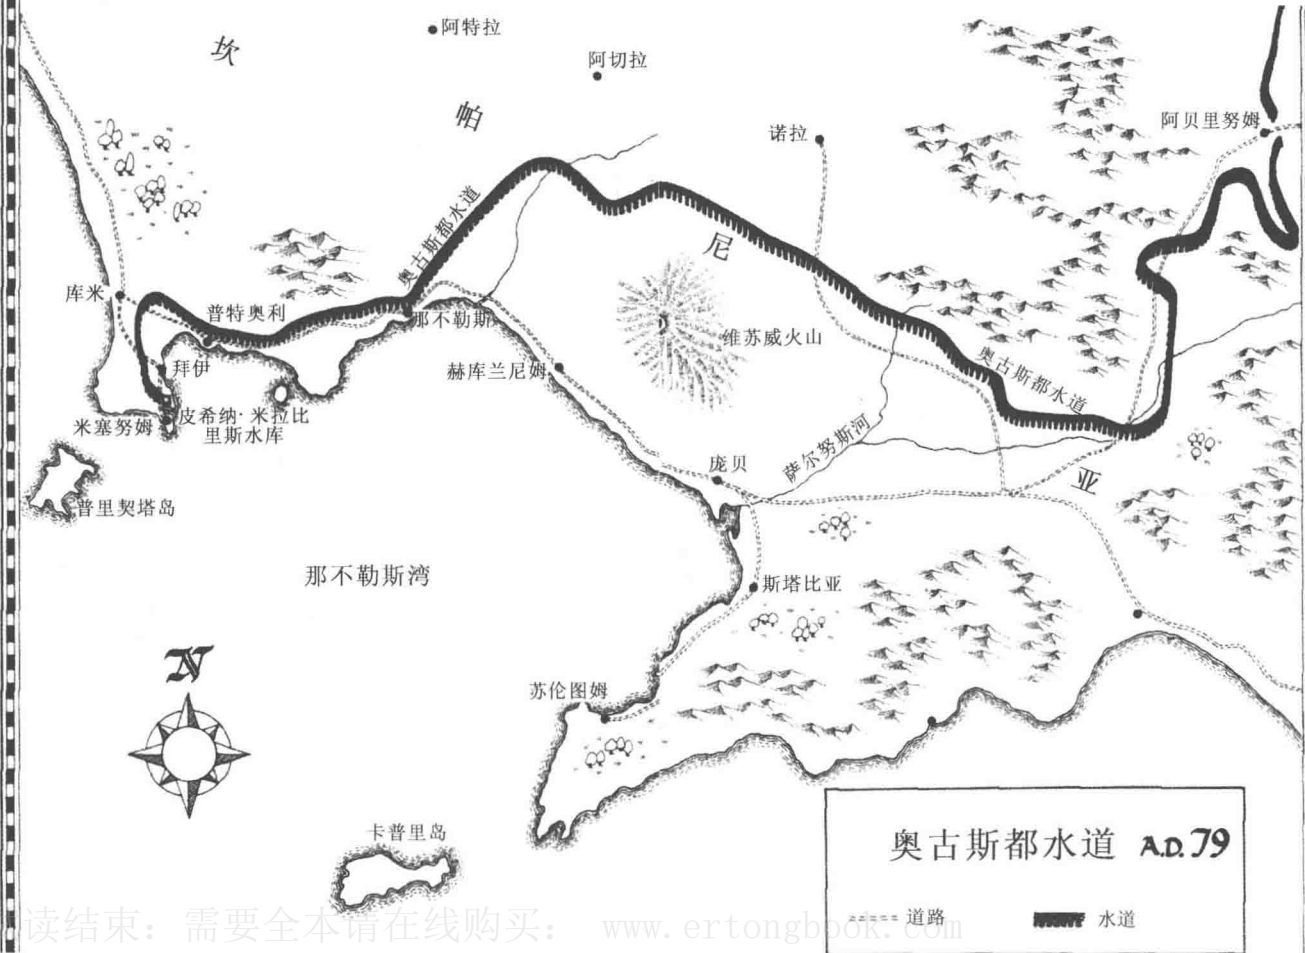 坎
阿特拉
阿切拉
帕
诺拉
阿贝里努姆
奥古斯都水道
尼
库米
普特奥利
那不勒斯
维苏威火山
拜伊
赫库兰尼姆
奥古斯都水道
皮希纳·米拉比
里斯水库
米塞努姆
萨尔努斯河
庞贝
亚
普里契塔岛
那不勒斯湾
斯塔比亚
N
苏伦图姆
卡普里岛
奥古斯都水道 A.D.79
道路
水道
读结束：需要全本请在线购买： www.ertongbook.com